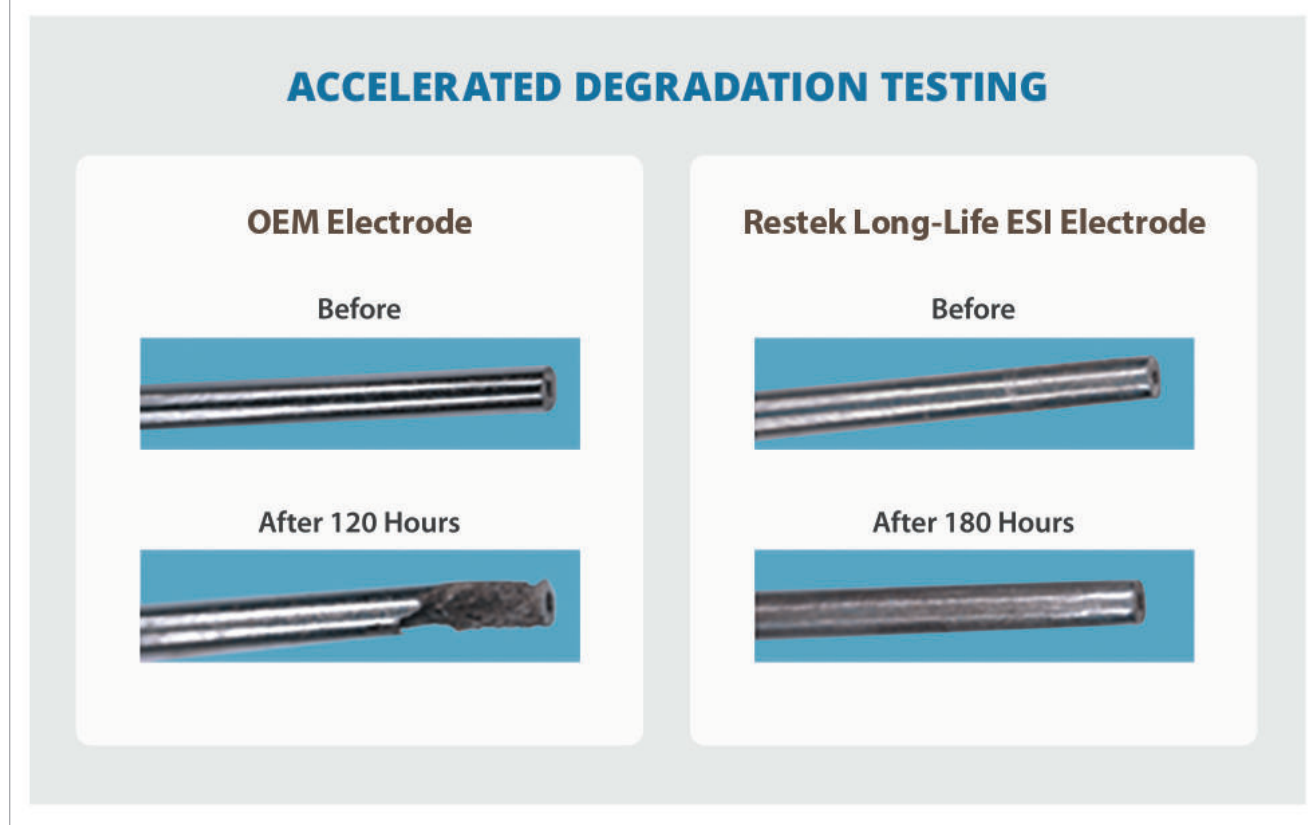 ACCELERATED DEGRADATION TESTING
OEM Electrode
Before
After 120 Hours
Restek Long-Life ESI Electrode
Before
After 180 Hours